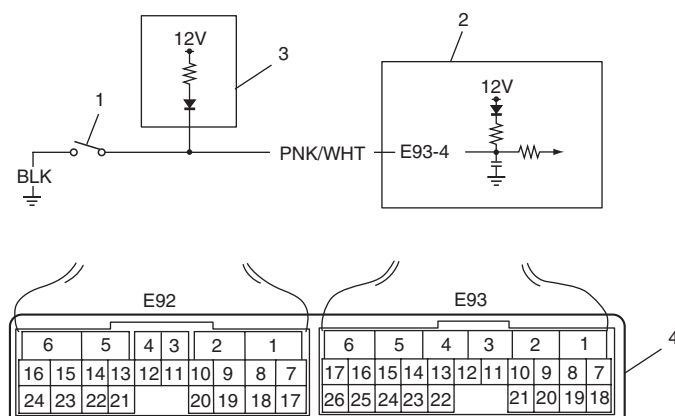 2
12V
3
12V
1
PNK/WHT
E93-4
BLK
E92
E93
6 5 4 3 2 1
6 5 4 3 2 1
4
16 15 14 13 12 11 10 9 8 7
17 16 15 14 13 12 11 10 9 8 7
24 23 22 21 20 19 18 17
26 25 24 23 22 21 20 19 18